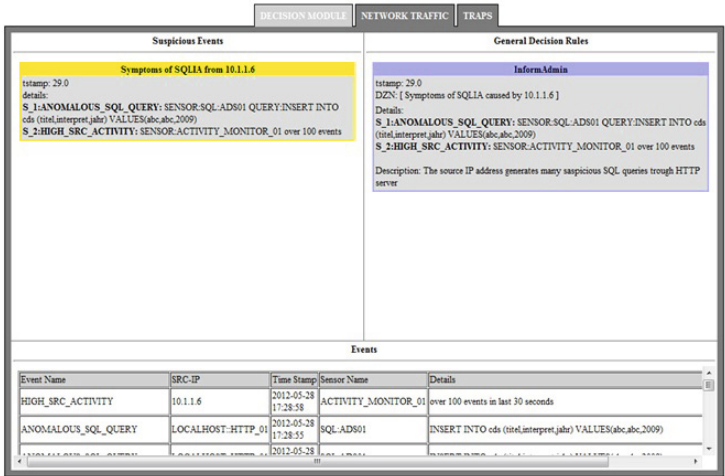 DECISION MODULE NETWORK TRAFFIC TRAPS
Suspicious Events
Symptoms of SQLIA from 10.1.1.6
tstamp: 29.0
details:
S_1:ANOMALOUS_SQL_QUERY: SENSOR:SQL:ADS01 QUERY:INSERT INTO
cds (titel,interpret,jahr) VALUES(abc,abc,2009)
S_2:HIGH_SRC_ACTIVITY: SENSOR:ACTIVITY_MONITOR_01 over 100 events
General Decision Rules
InformAdmin
tstamp: 29.0
DZN: [ Symptoms of SQLIA caused by 10.1.1.6 ]
Details:
S_1:ANOMALOUS_SQL_QUERY: SENSOR:SQL:ADS01 QUERY:INSERT INTO cds
(titel,interpret,jahr) VALUES(abc,abc,2009)
S_2:HIGH_SRC_ACTIVITY: SENSOR:ACTIVITY_MONITOR_01 over 100 events
Description: The source IP address generates many saspicious SQL queries trough HTTP
server
Events
Event Name SRC-IP Time Stamp Sensor Name Details
HIGH_SRC_ACTIVITY 10.1.1.6 2012-05-28 17:28:58 ACTIVITY_MONITOR_01 over 100 events in last 30 seconds
ANOMALOUS_SQL_QUERY LOCALHOST::HTTP_01 2012-05-28 17:28:55 SQL:ADS01 INSERT INTO cds (titel,interpret,jahr) VALUES(abc,abc,2009)
2012-05-28